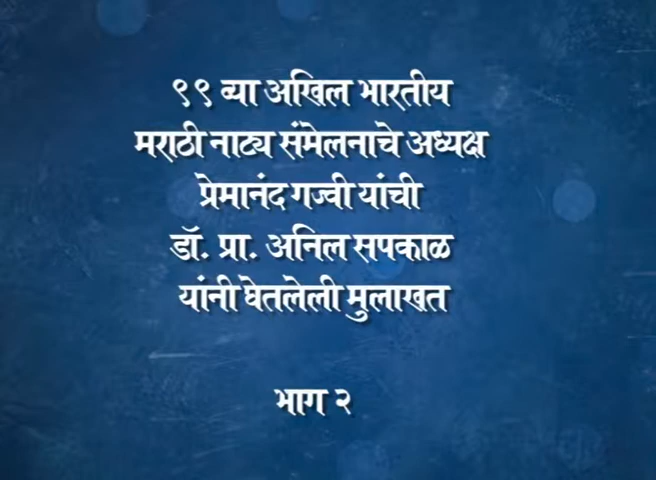 ९९ व्या अखिल भारतीय
मराठी नाट्य संमेलनाचे अध्यक्ष
प्रेमानंद गज्वी यांची
डॉ. प्रा. अनिल सपकाळ
यांनी घेतलेली मुलाखत
भाग २